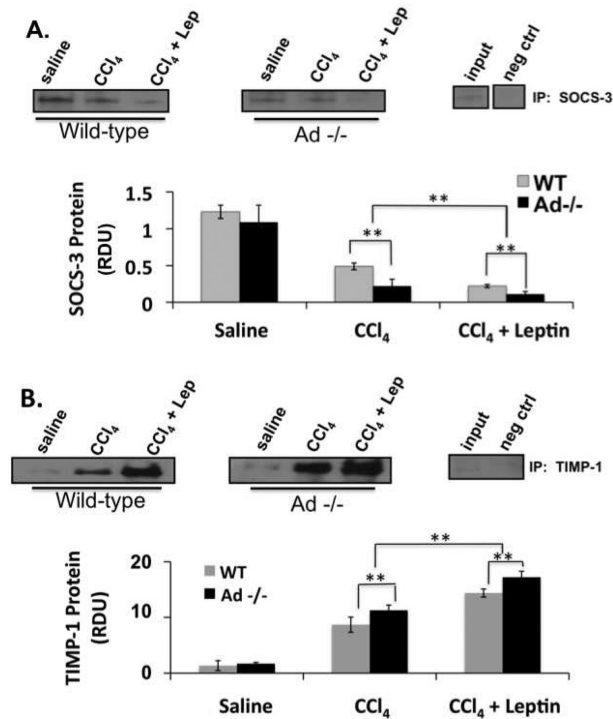 A.
saline CCl₄ CCl₄ + Lep
saline CCl₄ CCl₄ + Lep
input neg ctrl
IP: SOCS-3
Wild-type
Ad -/-
SOCS-3 Protein
(RDU)
1.5
1
0.5
0
WT
Ad-/-
**
**
**
Saline CCl₄ CCl₄ + Leptin
B.
saline CCl₄ CCl₄ + Lep
saline CCl₄ CCl₄ + Lep
input neg ctrl
IP: TIMP-1
Wild-type
Ad -/-
TIMP-1 Protein
(RDU)
20
10
0
WT
Ad -/-
**
**
**
Saline CCl₄ CCl₄ + Leptin